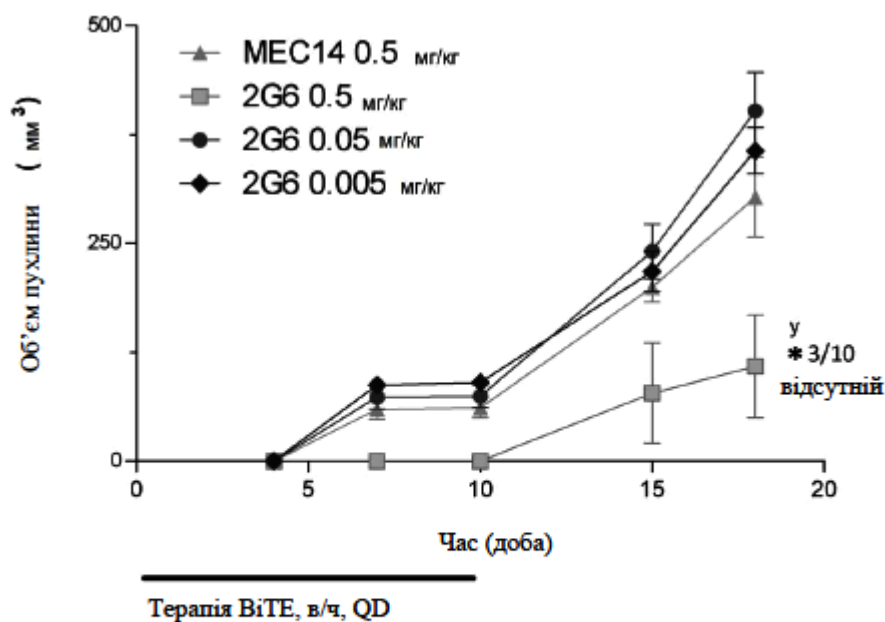 500
250
0
Об’єм пухлини ( мм ³)
MEC14 0.5 мг/кг
2G6 0.5 мг/кг
2G6 0.05 мг/кг
2G6 0.005 мг/кг
у
* 3/10
відсутній
0 5 10 15 20
Час (доба)
Терапія BiTE, в/ч, QD